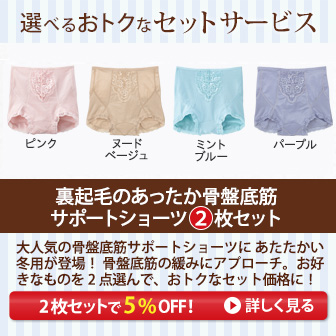 選べるおトクなセットサービス
ピンク
ヌード
ベージュ
ミント
ブルー
パープル
裏起毛のあったか骨盤底筋
サポートショーツ2枚セット
大人気の骨盤底筋サポートショーツに あたたかい
冬用が登場！ 骨盤底筋の緩みにアプローチ。お好
きなものを２点選んで、おトクなセット価格に！
2枚セットで5%OFF!
詳しく見る